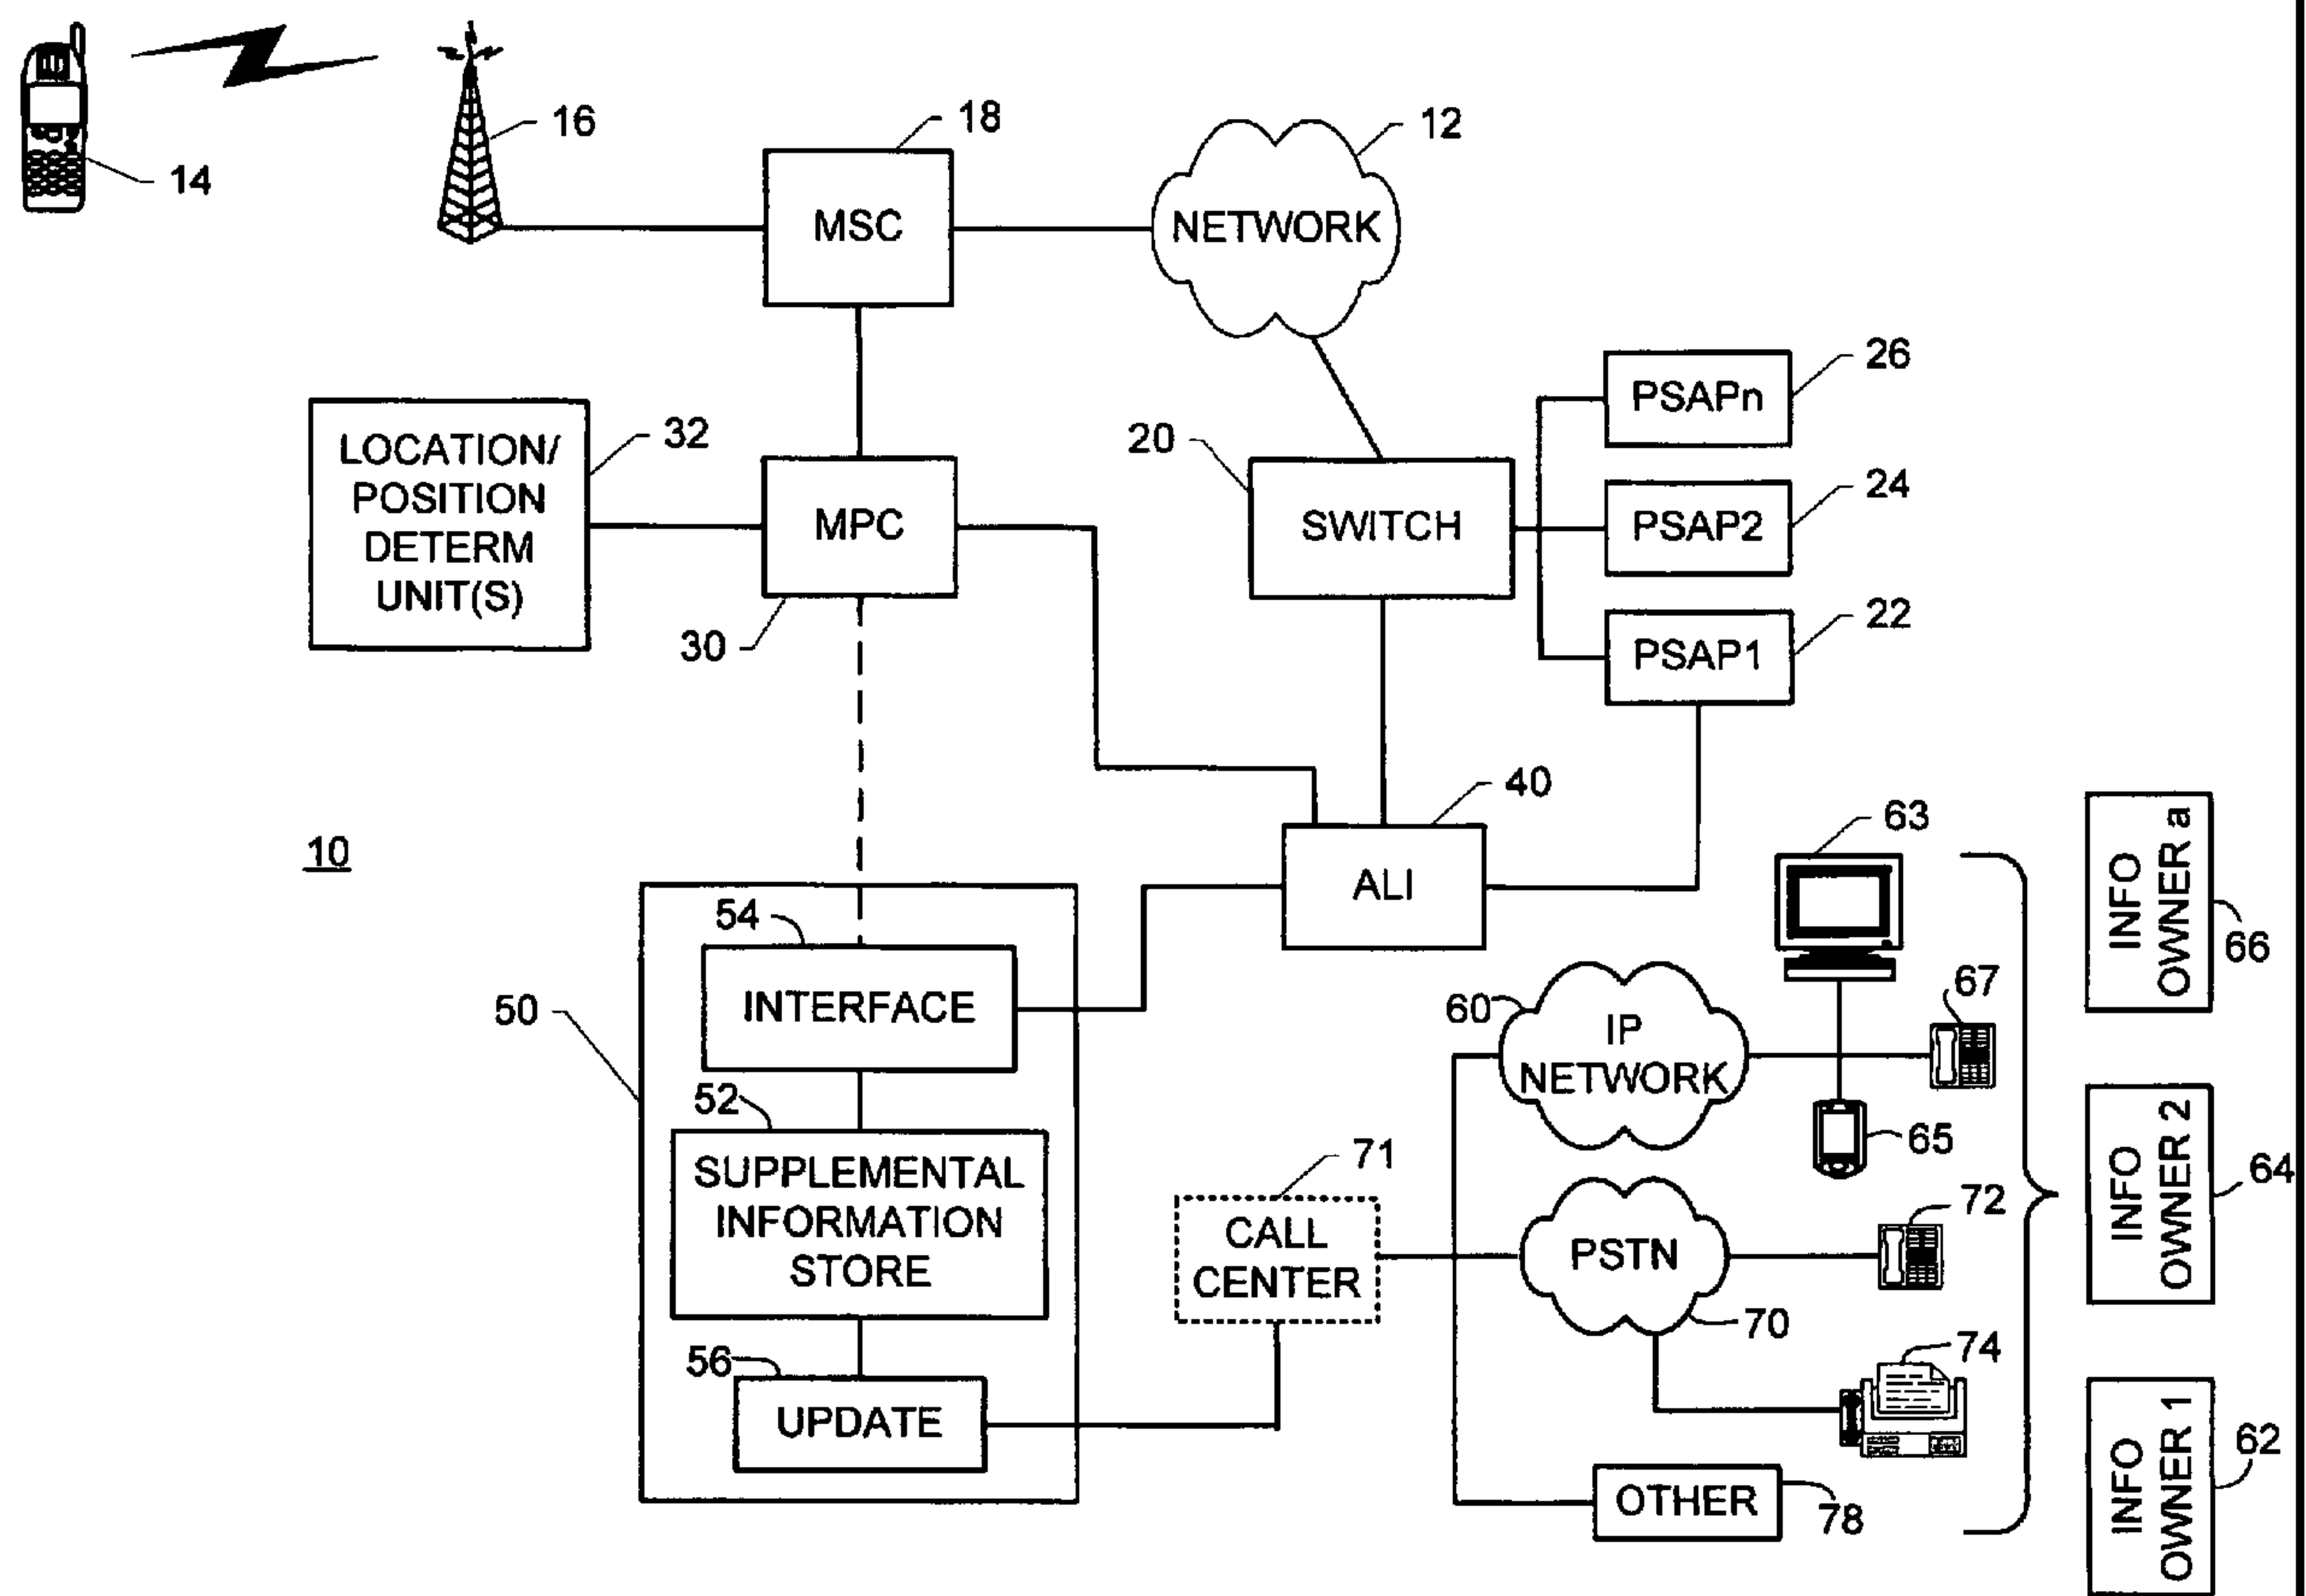 14
16
18
MSC
12
NETWORK
26
PSAPn
32
LOCATION/
POSITION
DETERM
UNIT(S)
MPC
30
20
SWITCH
24
PSAP2
22
PSAP1
10
40
ALI
63
INFO
OWNER a
66
54
INTERFACE
50
60
IP
NETWORK
67
65
52
SUPPLEMENTAL
INFORMATION
STORE
71
CALL
CENTER
PSTN
70
72
INFO
OWNER 2
64
56
UPDATE
74
OTHER
78
INFO
OWNER 1
62